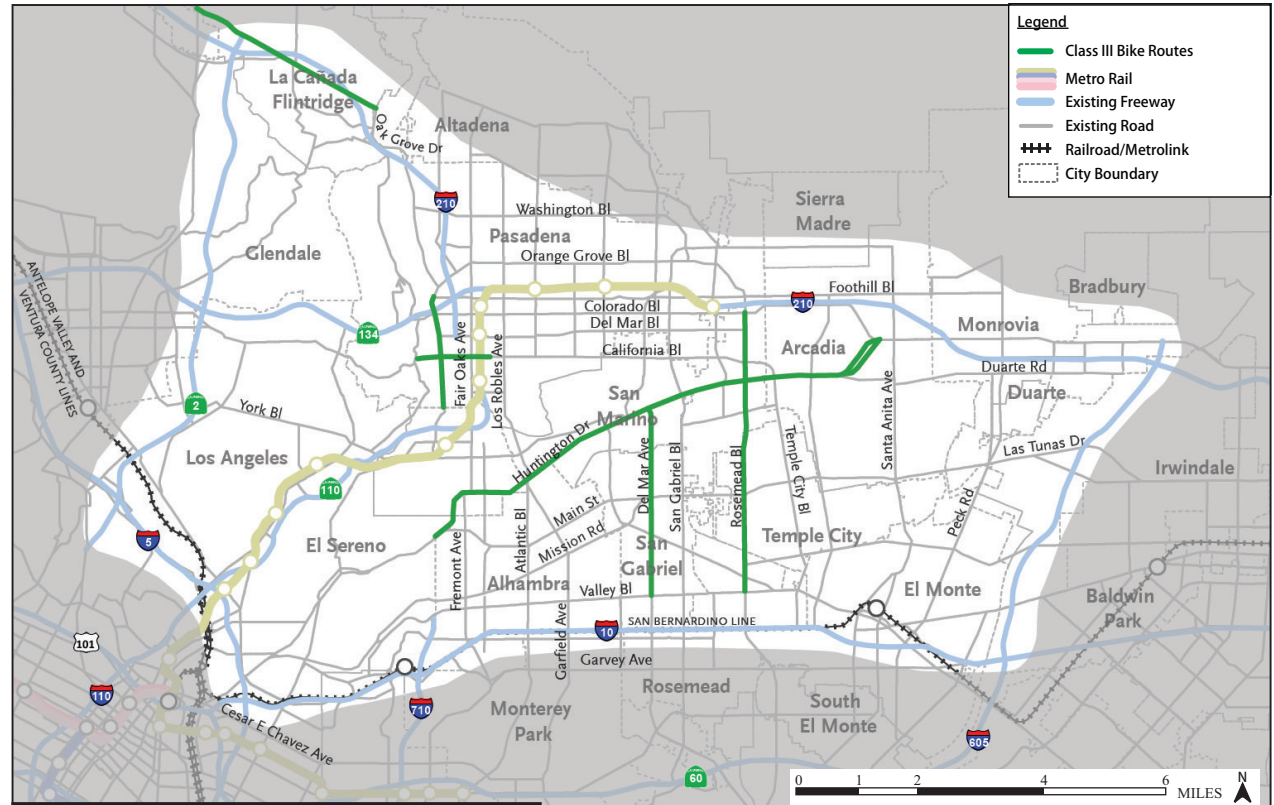 Legend
Class III Bike Routes
Metro Rail
Existing Freeway
Existing Road
Railroad/Metrolink
City Boundary
La Cañada
Flintridge
Oak Grove Dr
Altadena
210
Washington Bl
Pasadena
Orange Grove Bl
Sierra
Madre
Glendale
ANTELOPE VALLEY AND
VENTURA COUNTY LINES
134
Colorado Bl
Del Mar Bl
California Bl
210
Foothill Bl
Bradbury
Monrovia
Arcadia
Duarte Rd
Duarte
Fair Oaks Ave
Los Robles Ave
2
York Bl
San
Marino
Huntington Dr
Santa Anita Ave
Las Tunas Dr
Irwindale
Los Angeles
110
Del Mar Ave
San Gabriel Bl
Rosemead Bl
Temple City Bl
Peck Rd
5
El Sereno
Main St
Mission Rd
Atlantic Bl
Fremont Ave
San
Gabriel
Temple City
Alhambra
Valley Bl
El Monte
Baldwin
Park
Garfield Ave
10
SAN BERNARDINO LINE
101
Garvey Ave
110
710
Rosemead
South
El Monte
Monterey
Park
Cesar E Chavez Ave
605
60
0 1 2 4 6
MILES
N